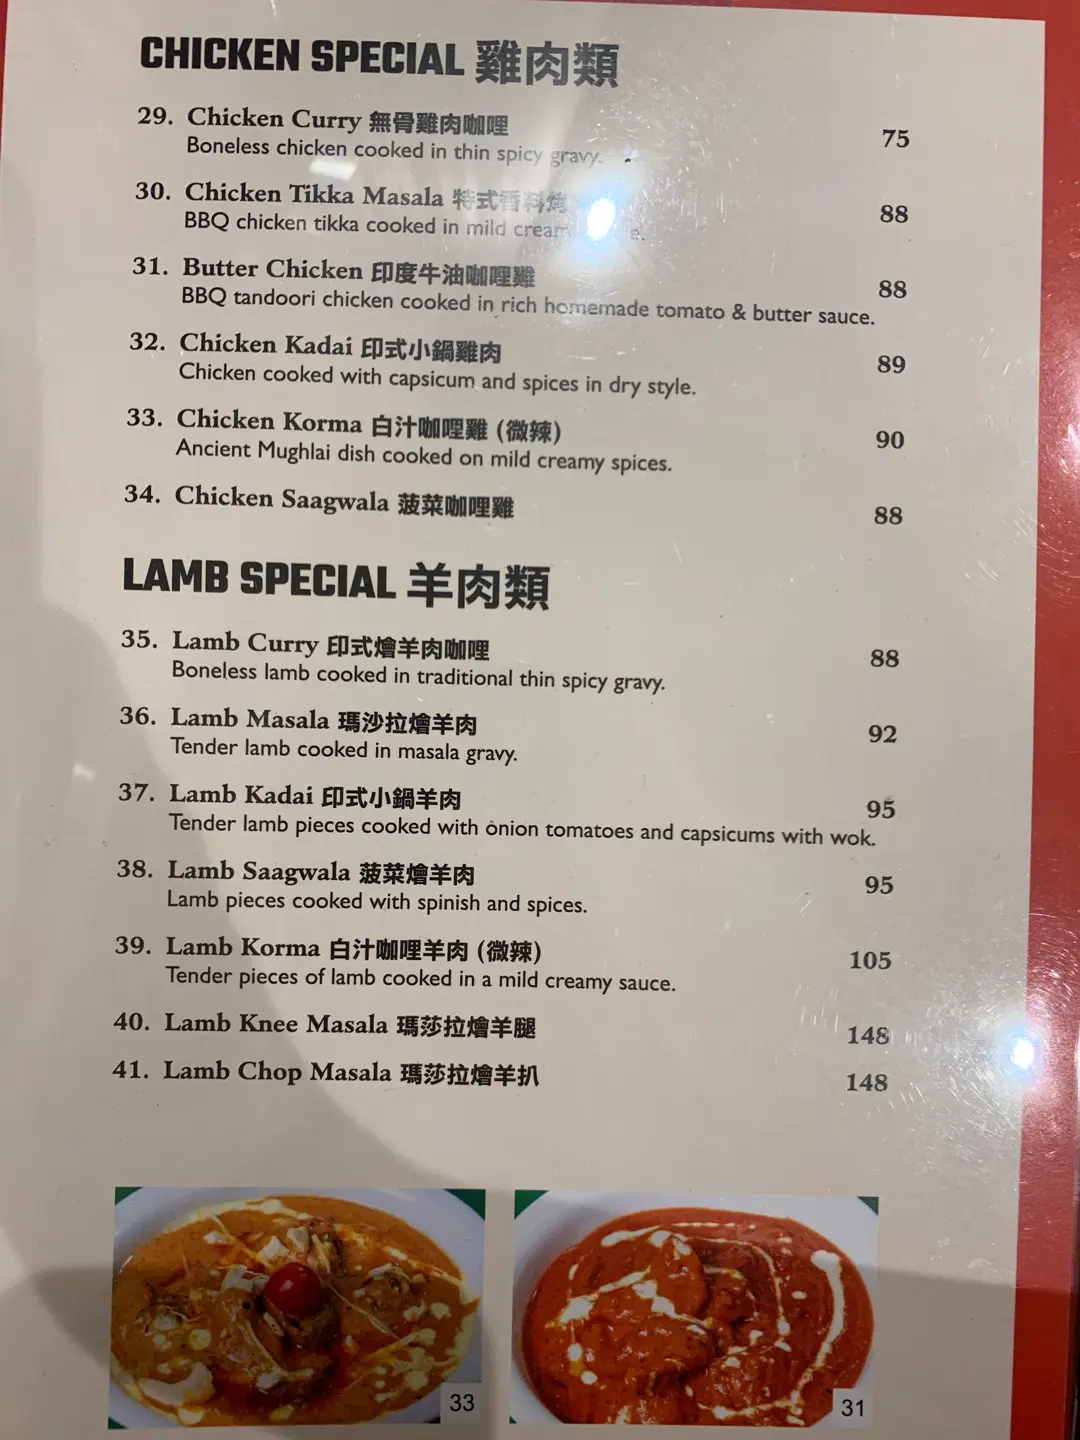 CHICKEN SPECIAL 雞肉類
29. Chicken Curry 無骨雞肉咖哩 75
Boneless chicken cooked in thin spicy gravy.
30. Chicken Tikka Masala 特式香料烤 88
BBQ chicken tikka cooked in mild
31. Butter Chicken 印度牛油咖哩雞 88
BBQ tandoori chicken cooked in rich homemade tomato & butter sauce.
32. Chicken Kadai 印式小鍋雞肉 89
Chicken cooked with capsicum and spices in dry style.
33. Chicken Korma 白汁咖哩雞 (微辣) 90
Ancient Mughlai dish cooked on mild creamy spices.
34. Chicken Saagwala 菠菜咖哩雞 88
LAMB SPECIAL 羊肉類
35. Lamb Curry 印式燴羊肉咖哩 88
Boneless lamb cooked in traditional thin spicy gravy.
36. Lamb Masala 瑪沙拉燴羊肉 92
Tender lamb cooked in masala gravy.
37. Lamb Kadai 印式小鍋羊肉 95
Tender lamb pieces cooked with onion tomatoes and capsicums with wok.
38. Lamb Saagwala 菠菜燴羊肉 95
Lamb pieces cooked with spinish and spices.
39. Lamb Korma 白汁咖哩羊肉 (微辣) 105
Tender pieces of lamb cooked in a mild creamy sauce.
40. Lamb Knee Masala 瑪莎拉燴羊腿 148
41. Lamb Chop Masala 瑪莎拉燴羊扒 148
33
31